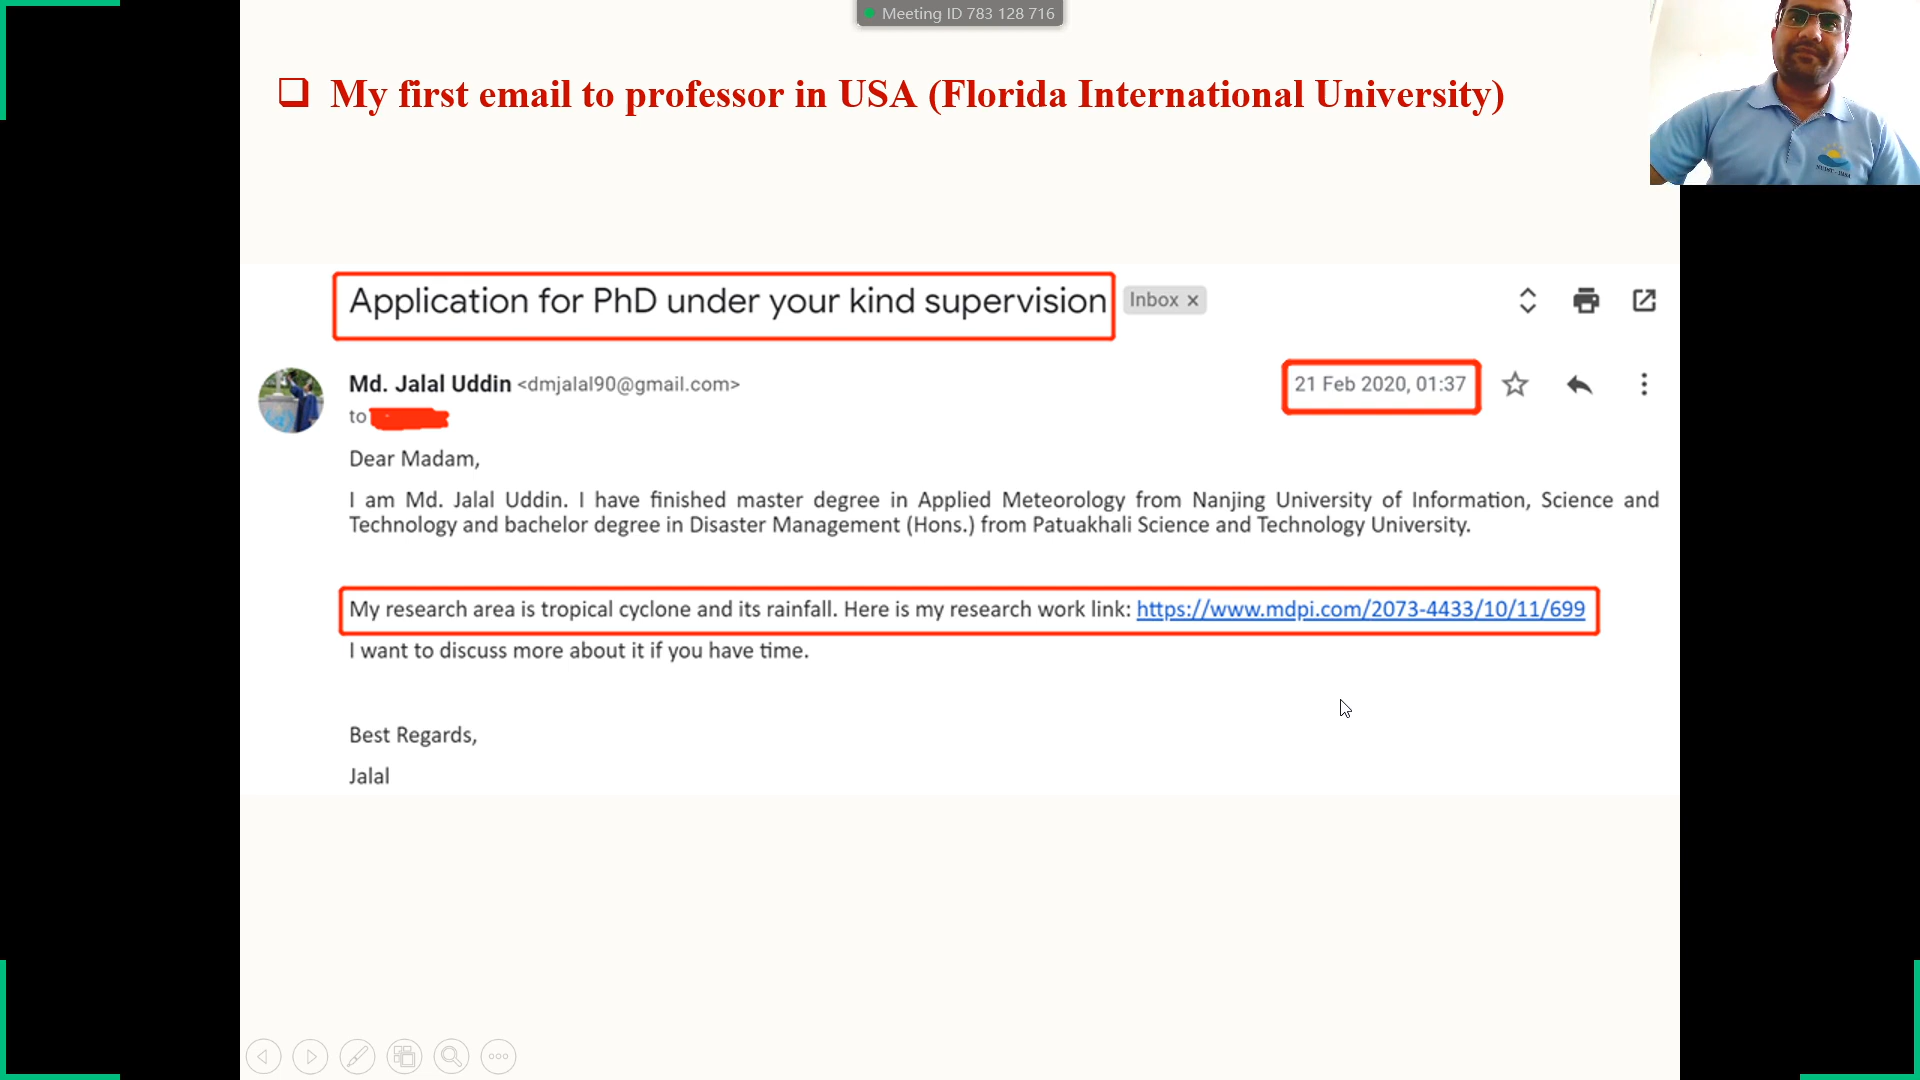 Meeting ID 783 128 716
My first email to professor in USA (Florida International University)
Application for PhD under your kind supervision
Inbox ×
Md. Jalal Uddin <dmjalal90@gmail.com>
21 Feb 2020, 01:37
to
Dear Madam,
I am Md. Jalal Uddin. I have finished master degree in Applied Meteorology from Nanjing University of Information, Science and
Technology and bachelor degree in Disaster Management (Hons.) from Patuakhali Science and Technology University.
My research area is tropical cyclone and its rainfall. Here is my research work link: https://www.mdpi.com/2073-4433/10/11/699
I want to discuss more about it if you have time.
Best Regards,
Jalal